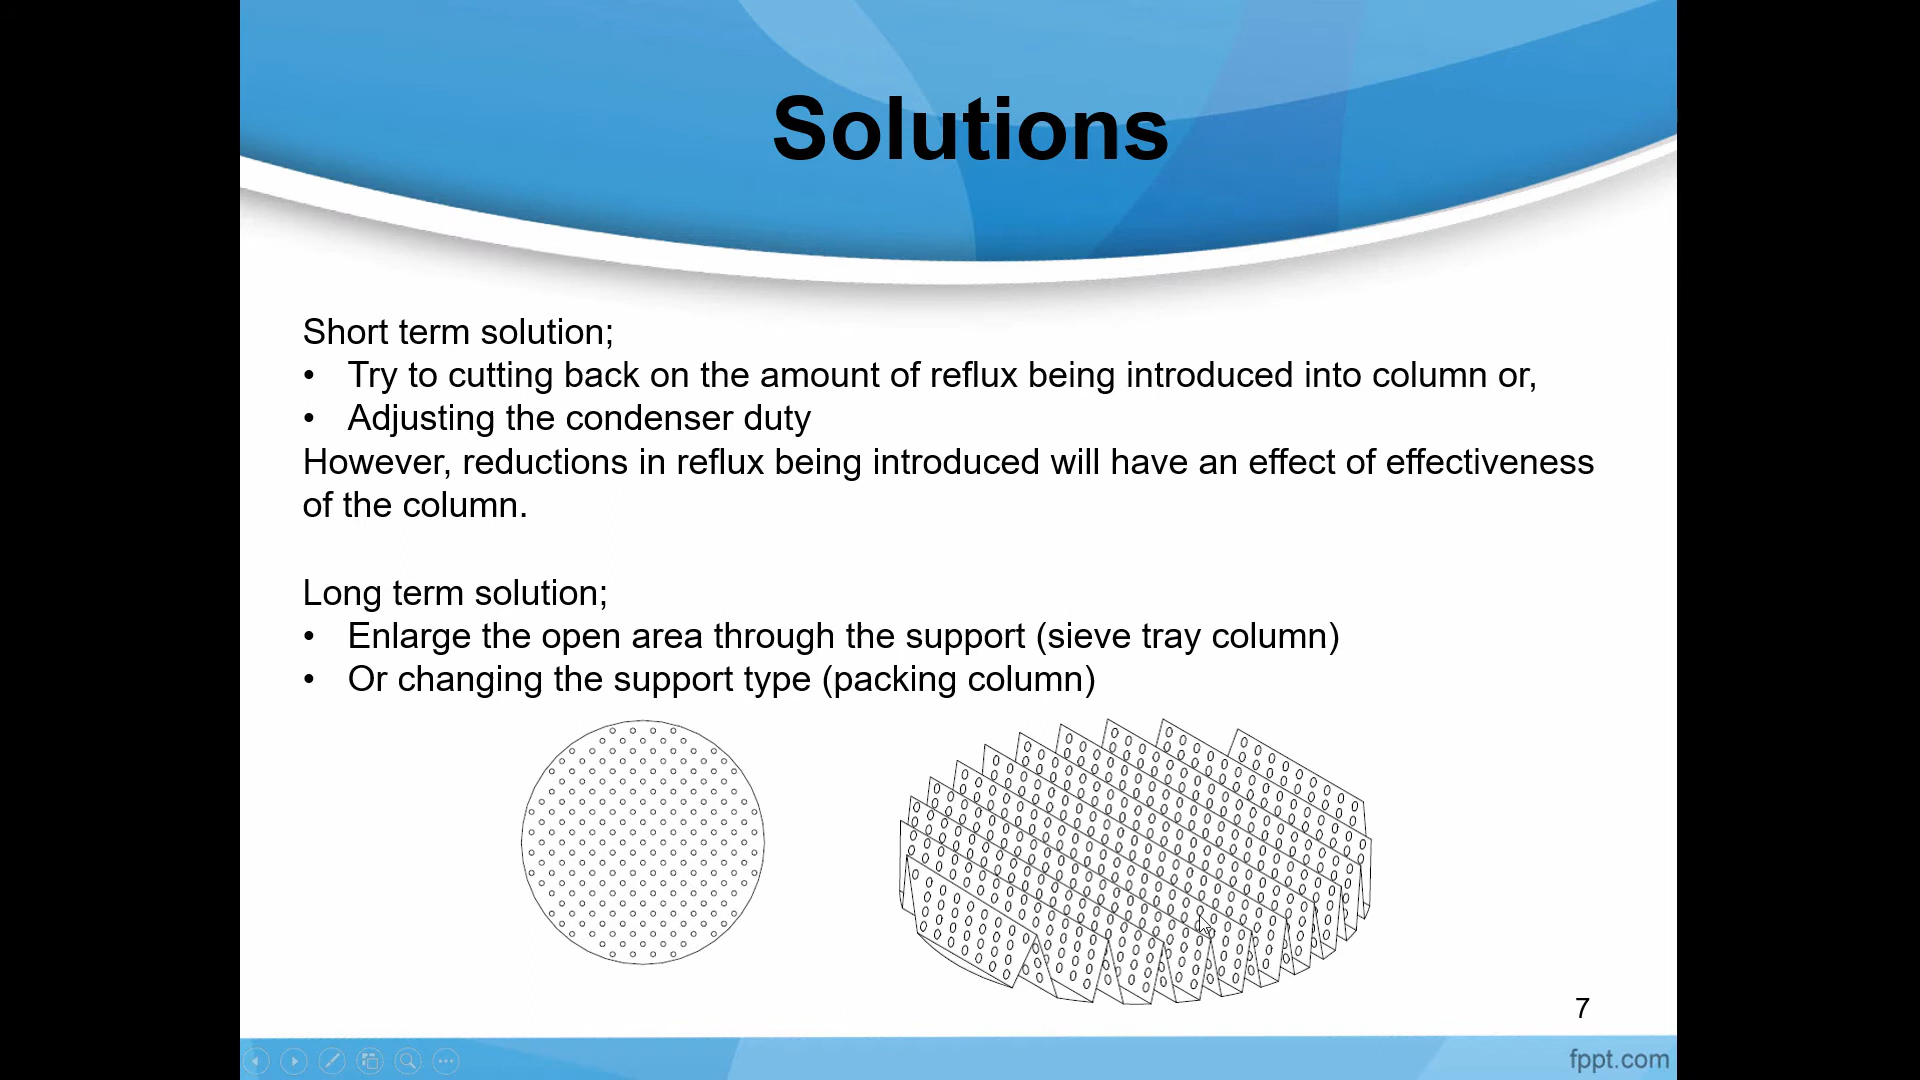 Solutions
Short term solution;
• Try to cutting back on the amount of reflux being introduced into column or,
• Adjusting the condenser duty
However, reductions in reflux being introduced will have an effect of effectiveness
of the column.
Long term solution;
• Enlarge the open area through the support (sieve tray column)
• Or changing the support type (packing column)
7
fppt.com